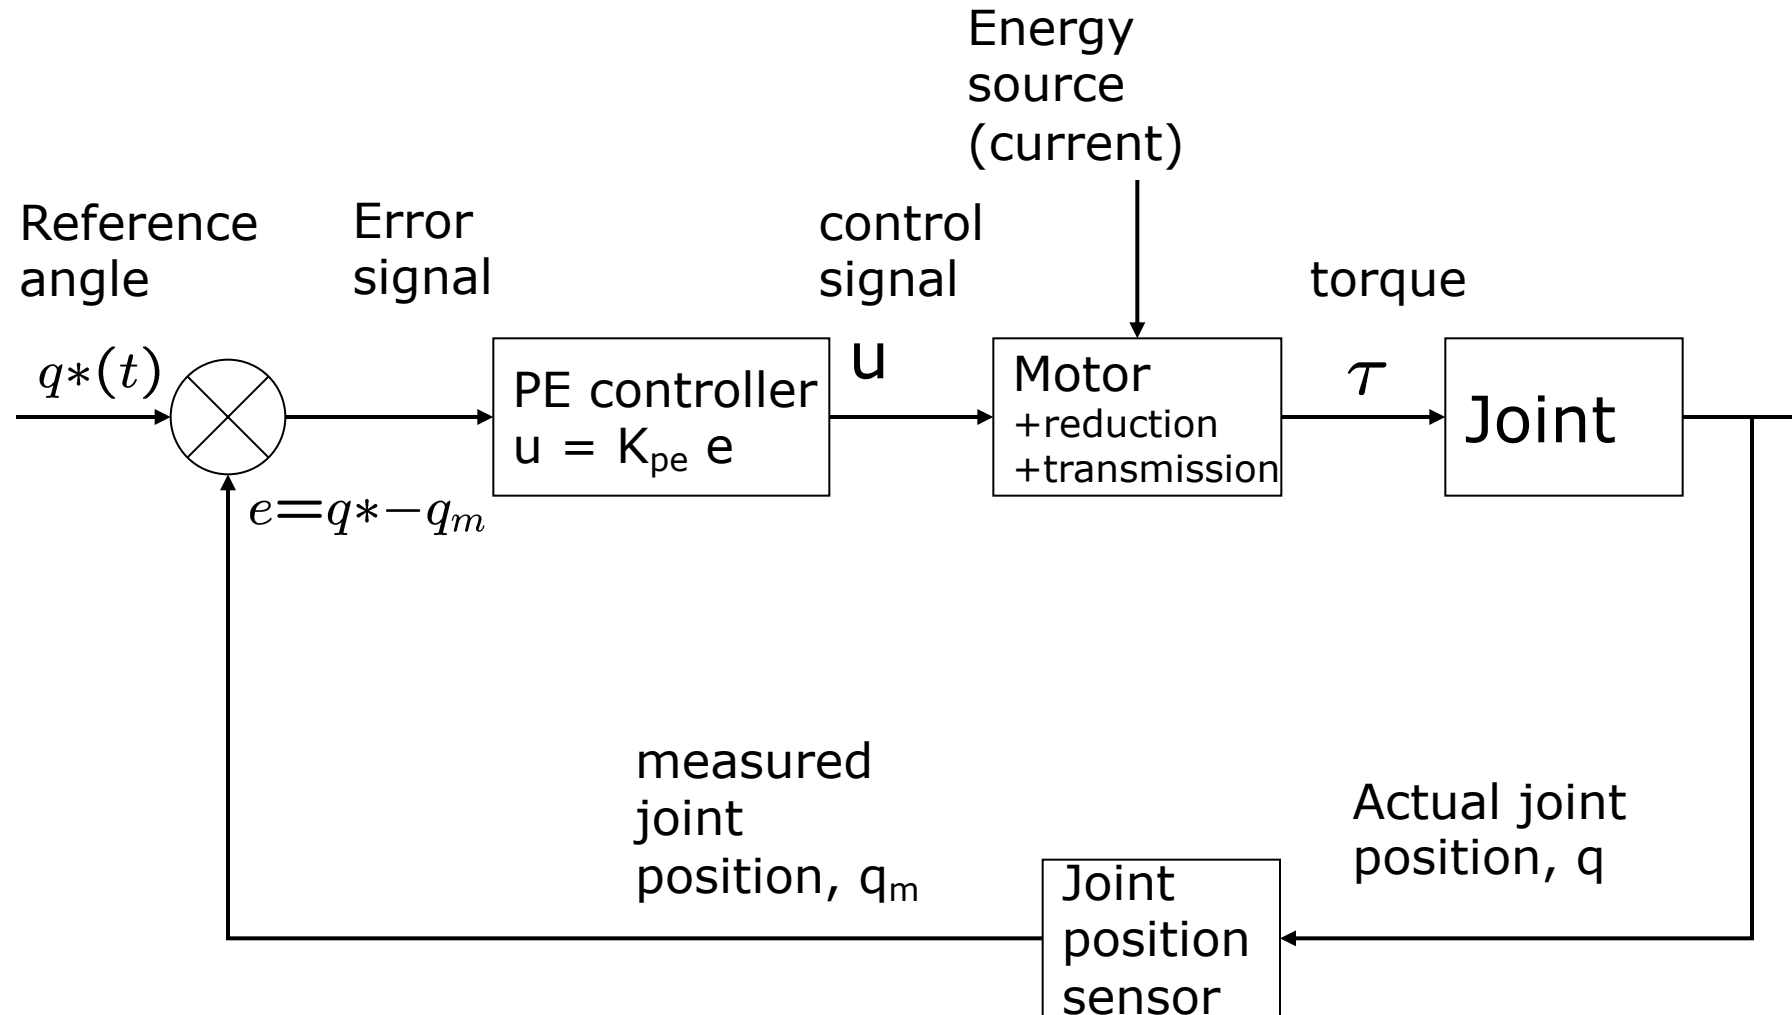 Energy
source
(current)
Reference
angle
Error
signal
control
signal
torque
q*(t)
u
τ
PE controller
u = Kₚₑ e
Motor
+reduction
+transmission
Joint
e=q*-qₘ
measured
joint
position, qₘ
Actual joint
position, q
Joint
position
sensor